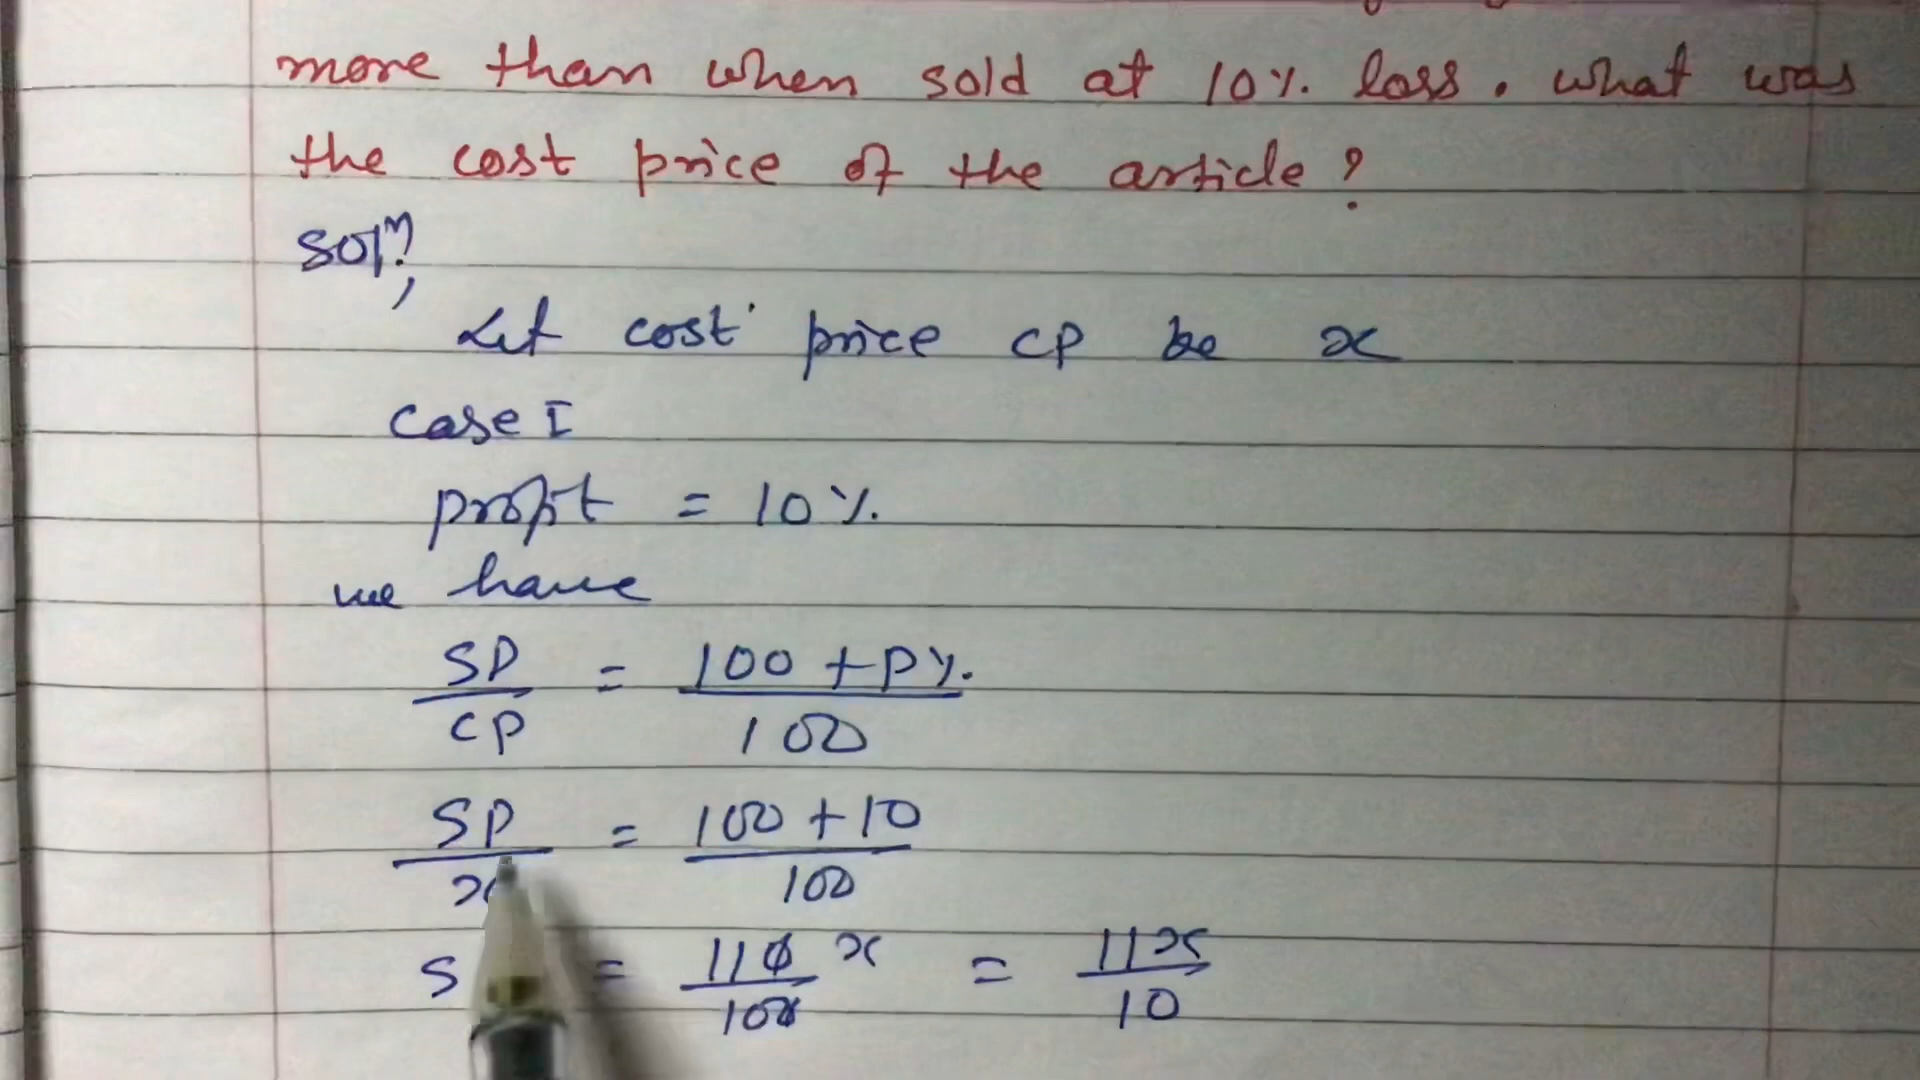 more than when sold at 10%. loss. what was
the cost price of the article?
Solⁿ,
Let cost price CP be x
Case I
profit = 10%.
we have
SP/CP = 100 + P%./100
SP/x = 100 + 10/100
S = 110/100 x = 11x/10